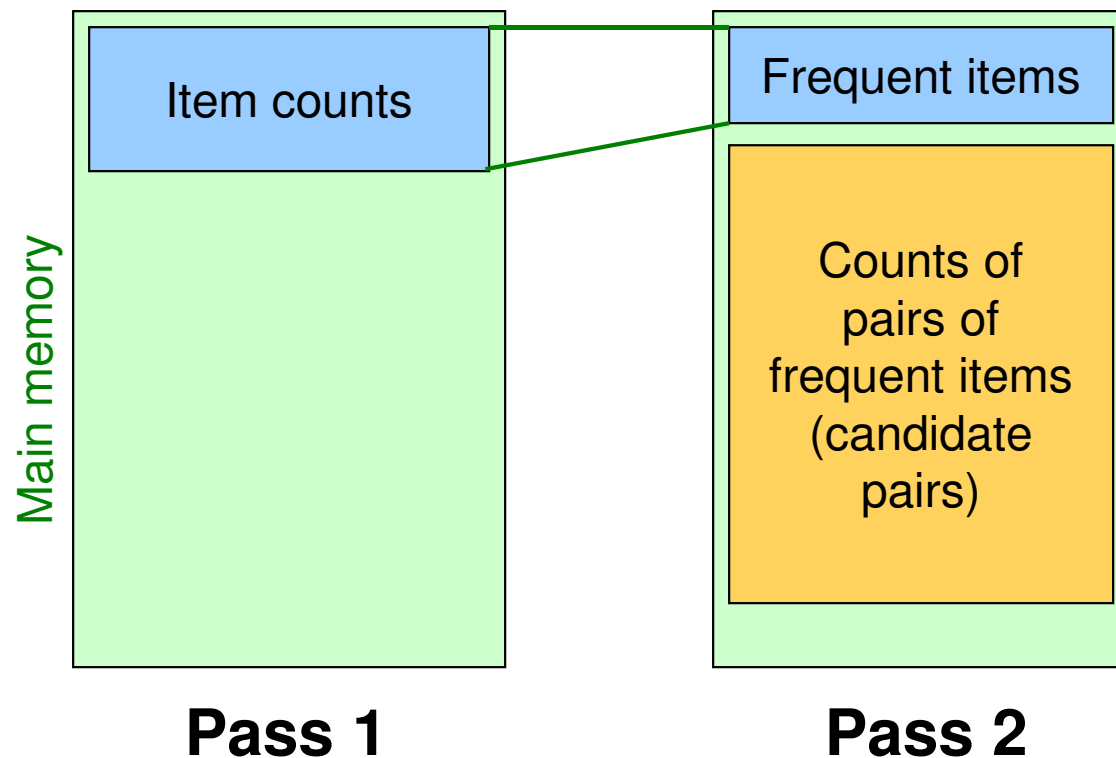 Main memory
Item counts
Frequent items
Counts of
pairs of
frequent items
(candidate
pairs)
Pass 1
Pass 2